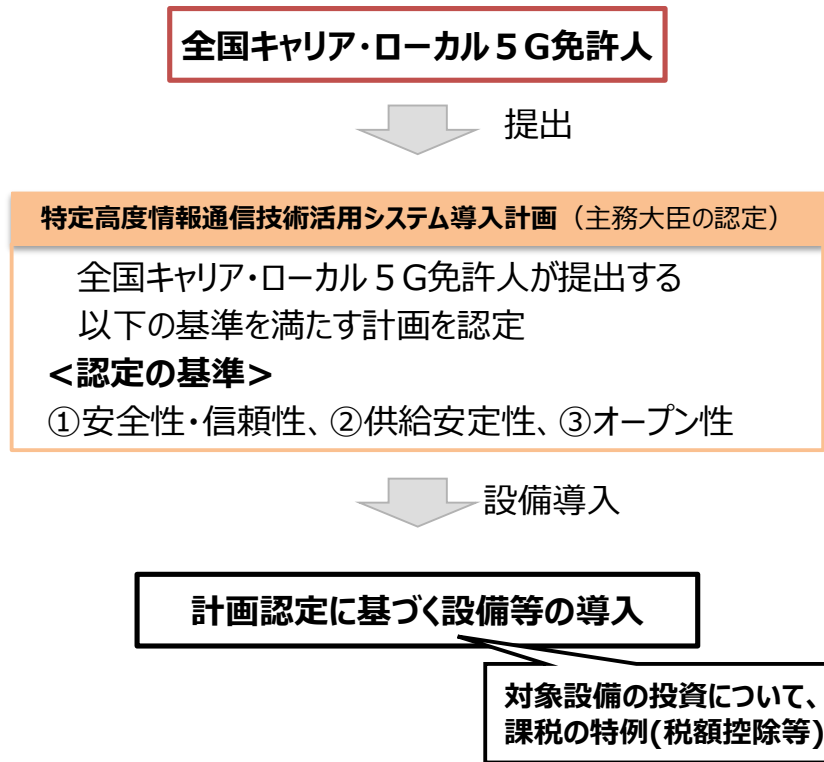 全国キャリア・ローカル５G免許人
提出
特定高度情報通信技術活用システム導入計画（主務大臣の認定）
全国キャリア・ローカル５G免許人が提出する
以下の基準を満たす計画を認定
<認定の基準>
①安全性・信頼性、②供給安定性、③オープン性
設備導入
計画認定に基づく設備等の導入
対象設備の投資について、
課税の特例(税額控除等)